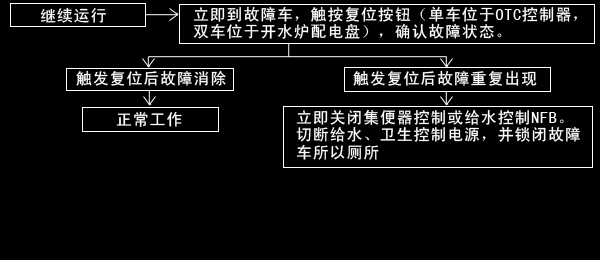 继续运行
立即到故障车，触按复位按钮（单车位于OTC控制器，
双车位于开水炉配电盘），确认故障状态。
触发复位后故障消除
触发复位后故障重复出现
正常工作
立即关闭集便器控制或给水控制NFB。
切断给水、卫生控制电源，并锁闭故障
车所以厕所